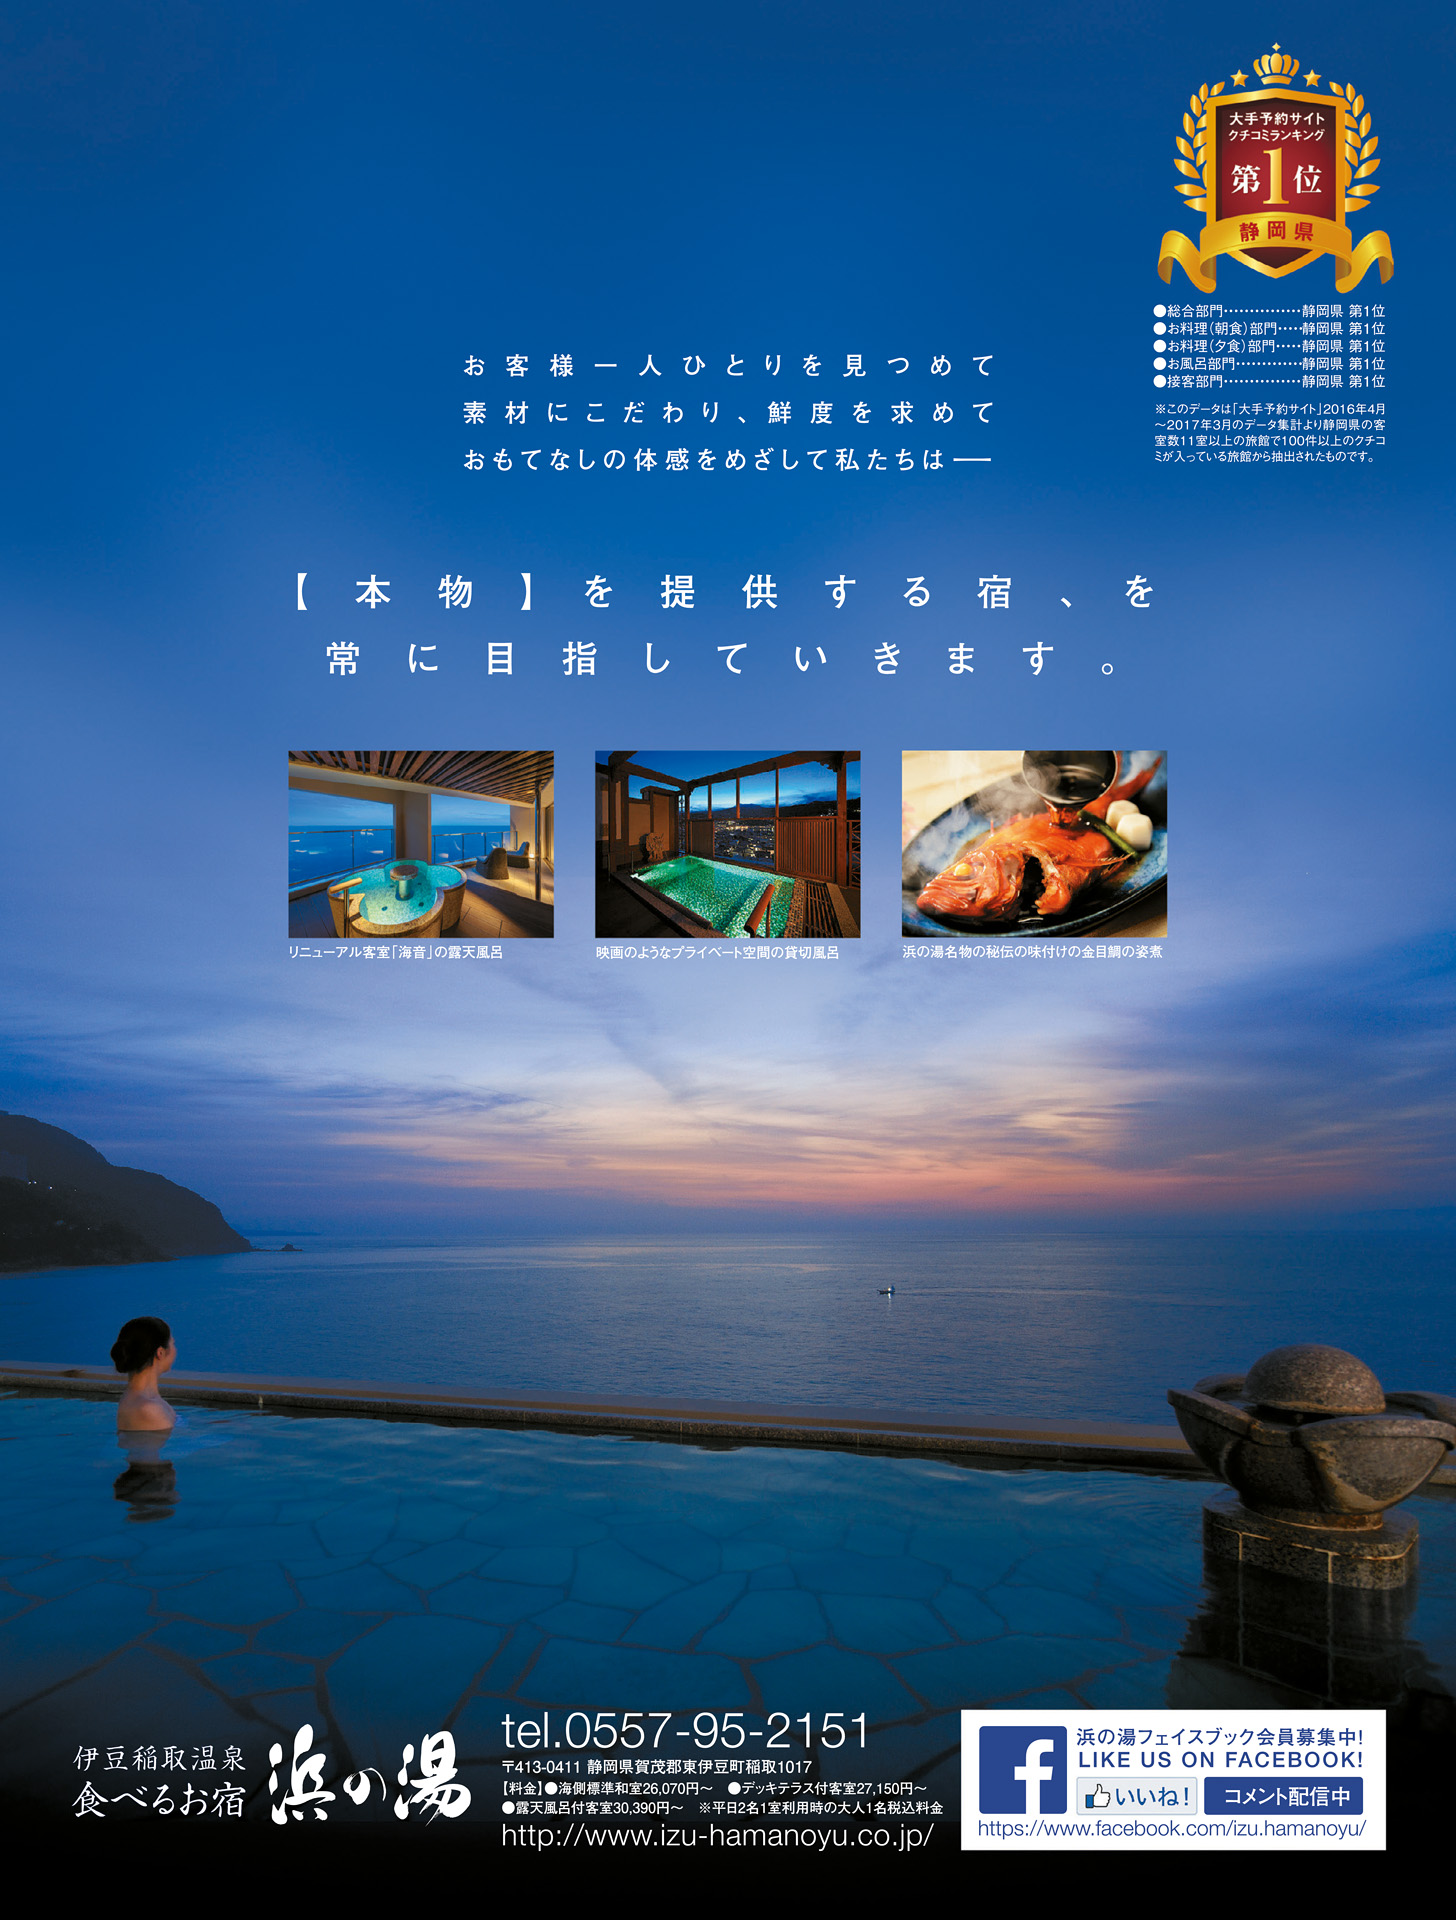 大手予約サイト
クチコミランキング
第1位
静岡県
●総合部門……………静岡県 第1位
●お料理(朝食)部門……静岡県 第1位
●お料理(夕食)部門……静岡県 第1位
●お風呂部門……………静岡県 第1位
●接客部門……………静岡県 第1位
※このデータは「大手予約サイト」2016年4月
～2017年3月のデータ集計より静岡県の客
室数11室以上の旅館で100件以上のクチコ
ミが入っている旅館から抽出されたものです。
お客様一人ひとりを見つめて
素材にこだわり、鮮度を求めて
おもてなしの体感をめざして私たちは──
【本物】を提供する宿、を
常に目指していきます。
リニューアル客室「海音」の露天風呂
映画のようなプライベート空間の貸切風呂
浜の湯名物の秘伝の味付けの金目鯛の姿煮
伊豆稲取温泉
食べるお宿
浜の湯
tel.0557-95-2151
〒413-0411 静岡県賀茂郡東伊豆町稲取1017
【料金】●海側標準和室26,070円～ ●デッキテラス付客室27,150円～
●露天風呂付客室30,390円～ ※平日2名1室利用時の大人1名税込料金
http://www.izu-hamanoyu.co.jp/
f
浜の湯フェイスブック会員募集中!
LIKE US ON FACEBOOK!
いいね!
コメント配信中
https://www.facebook.com/izu.hamanoyu/